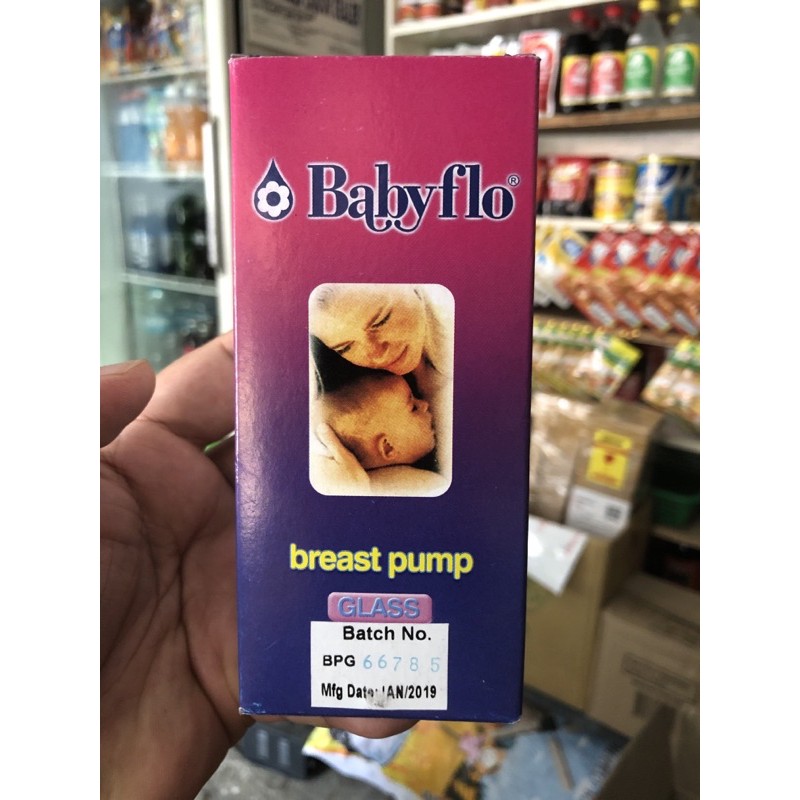 Babyflo®
breast pump
GLASS
Batch No.
BPG 66785
Mfg Date: JAN/2019